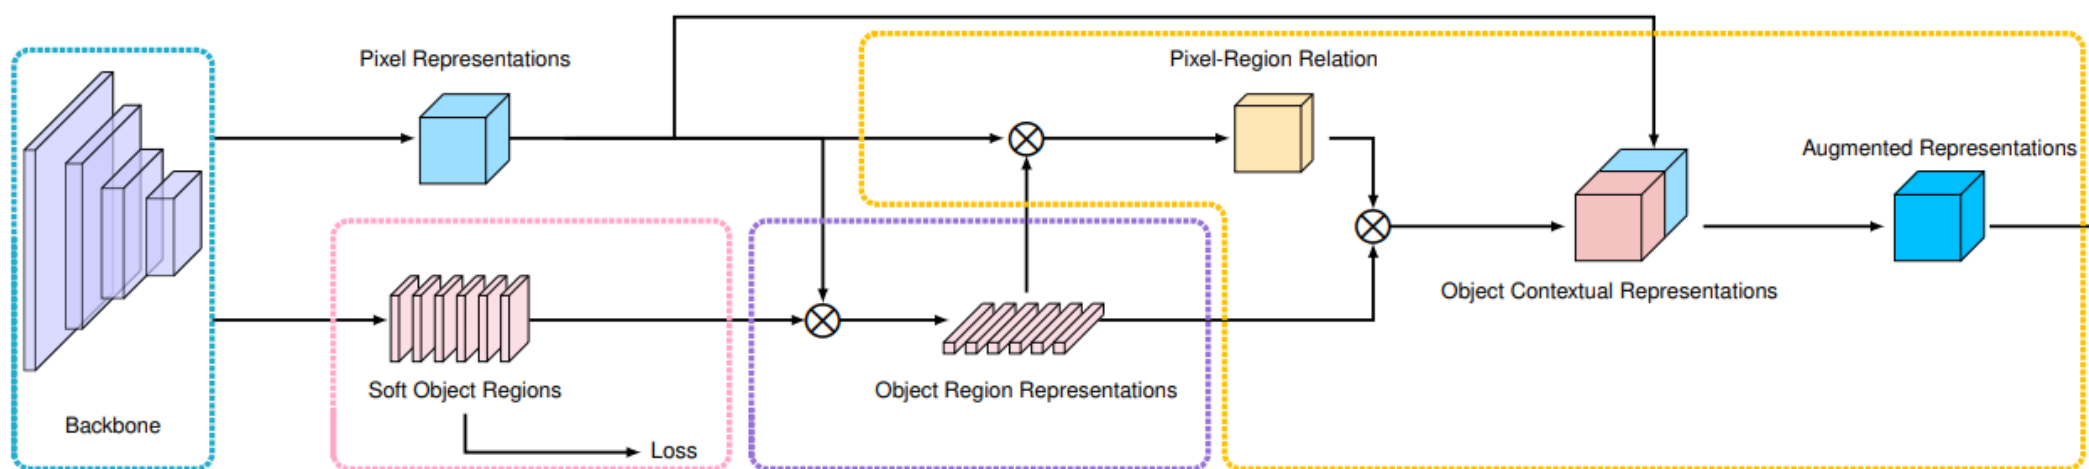 Pixel Representations
Pixel-Region Relation
Augmented Representations
Object Contextual Representations
Soft Object Regions
Object Region Representations
Backbone
Loss